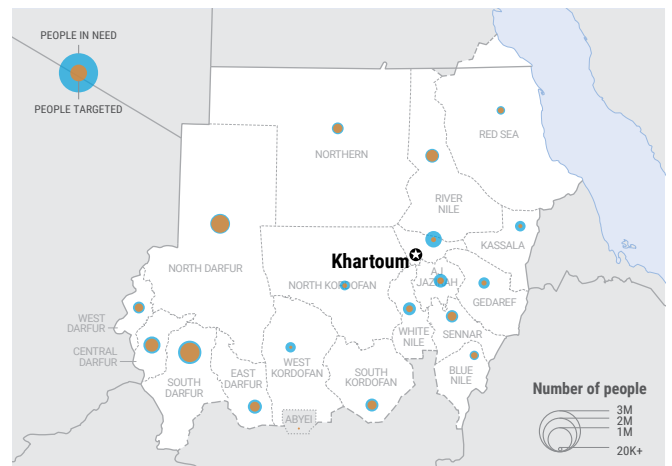 PEOPLE IN NEED
PEOPLE TARGETED
RED SEA
NORTHERN
RIVER
NILE
KASSALA
Khartoum
NORTH DARFUR
NORTH KORDOFAN
AJ
JAZIRAH
GEDAREF
WEST
DARFUR
WHITE
NILE
SENNAR
CENTRAL
DARFUR
WEST
KORDOFAN
SOUTH
KORDOFAN
BLUE
NILE
EAST
DARFUR
SOUTH
DARFUR
ABYEI
Number of people
3M
2M
1M
20K+